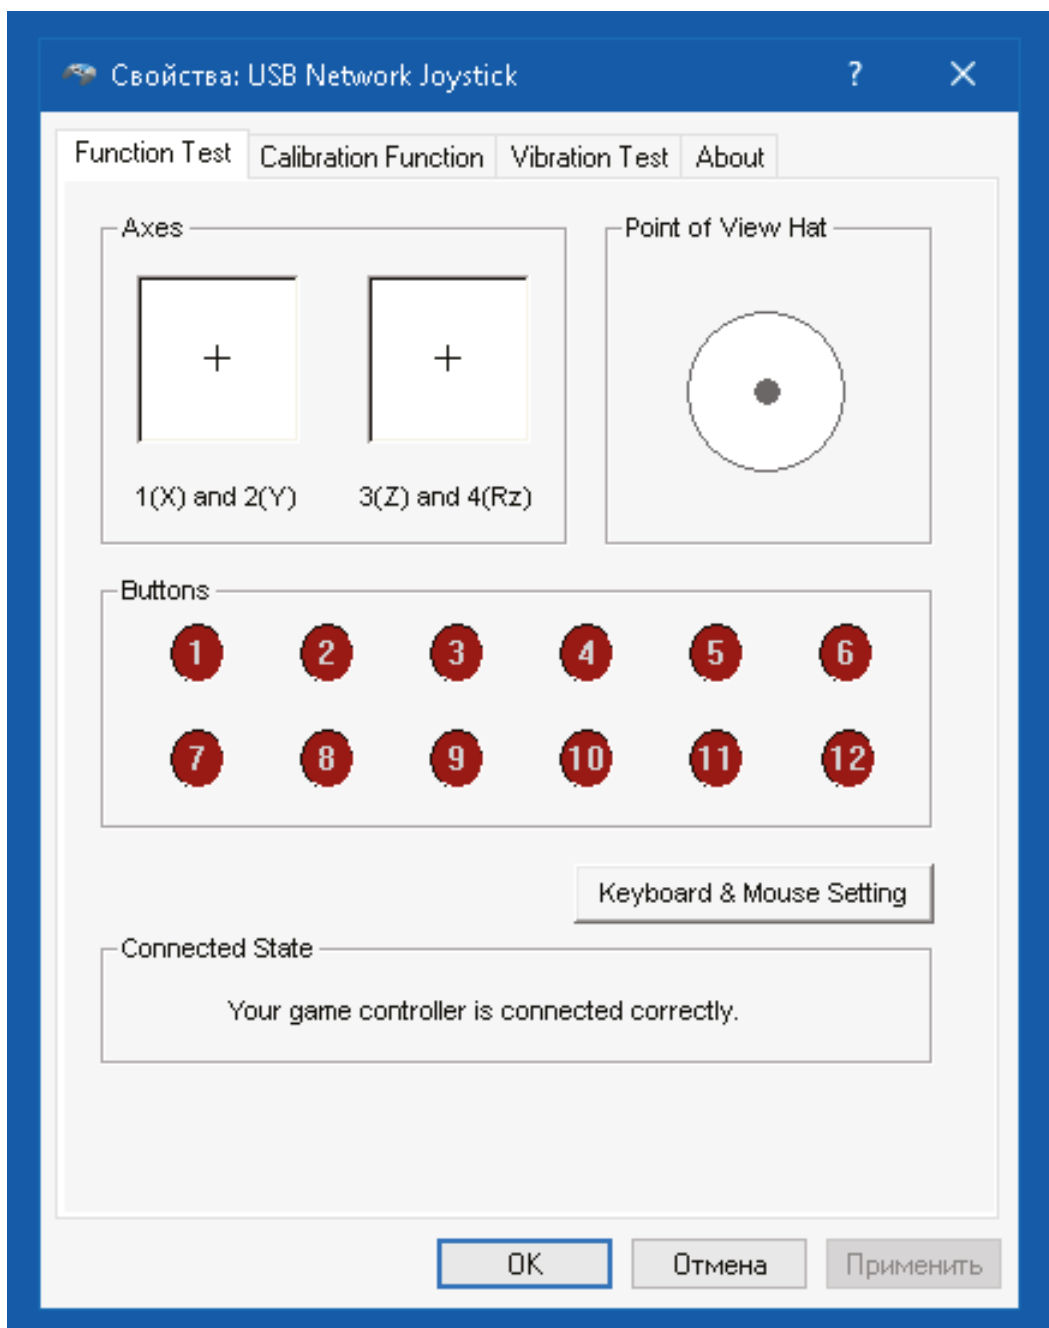 Свойства: USB Network Joystick ?
Function Test Calibration Function Vibration Test About
Axes Point of View Hat
1(X) and 2(Y) 3(Z) and 4(Rz)
Buttons
1 2 3 4 5 6
7 8 9 10 11 12
Keyboard & Mouse Setting
Connected State
Your game controller is connected correctly.
OK Отмена Применить